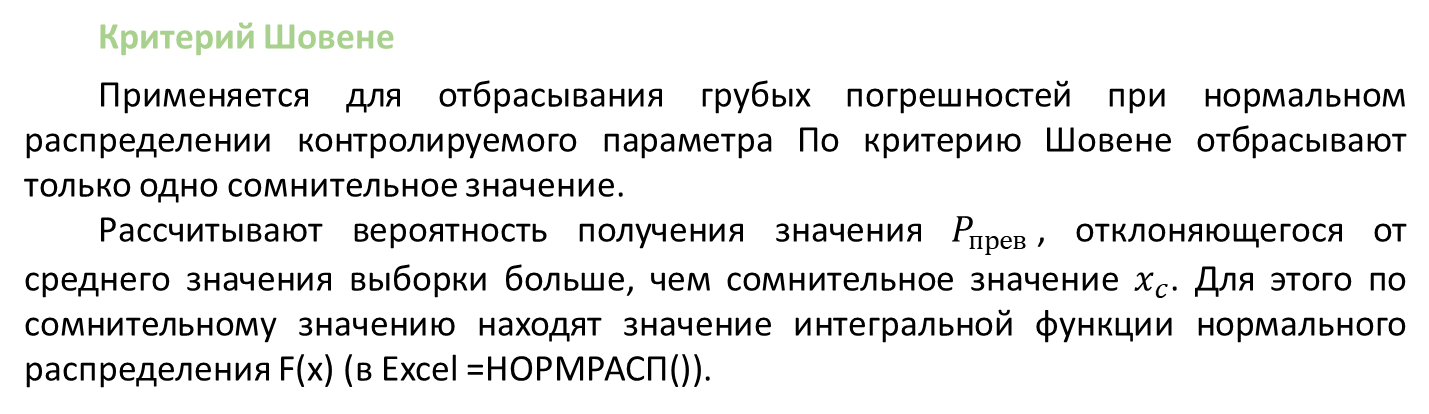 Критерий Шовене
Применяется для отбрасывания грубых погрешностей при нормальном
распределении контролируемого параметра По критерию Шовене отбрасывают
только одно сомнительное значение.
Рассчитывают вероятность получения значения Pпрев , отклоняющегося от
среднего значения выборки больше, чем сомнительное значение xc. Для этого по
сомнительному значению находят значение интегральной функции нормального
распределения F(x) (в Excel =НОРМРАСП()).